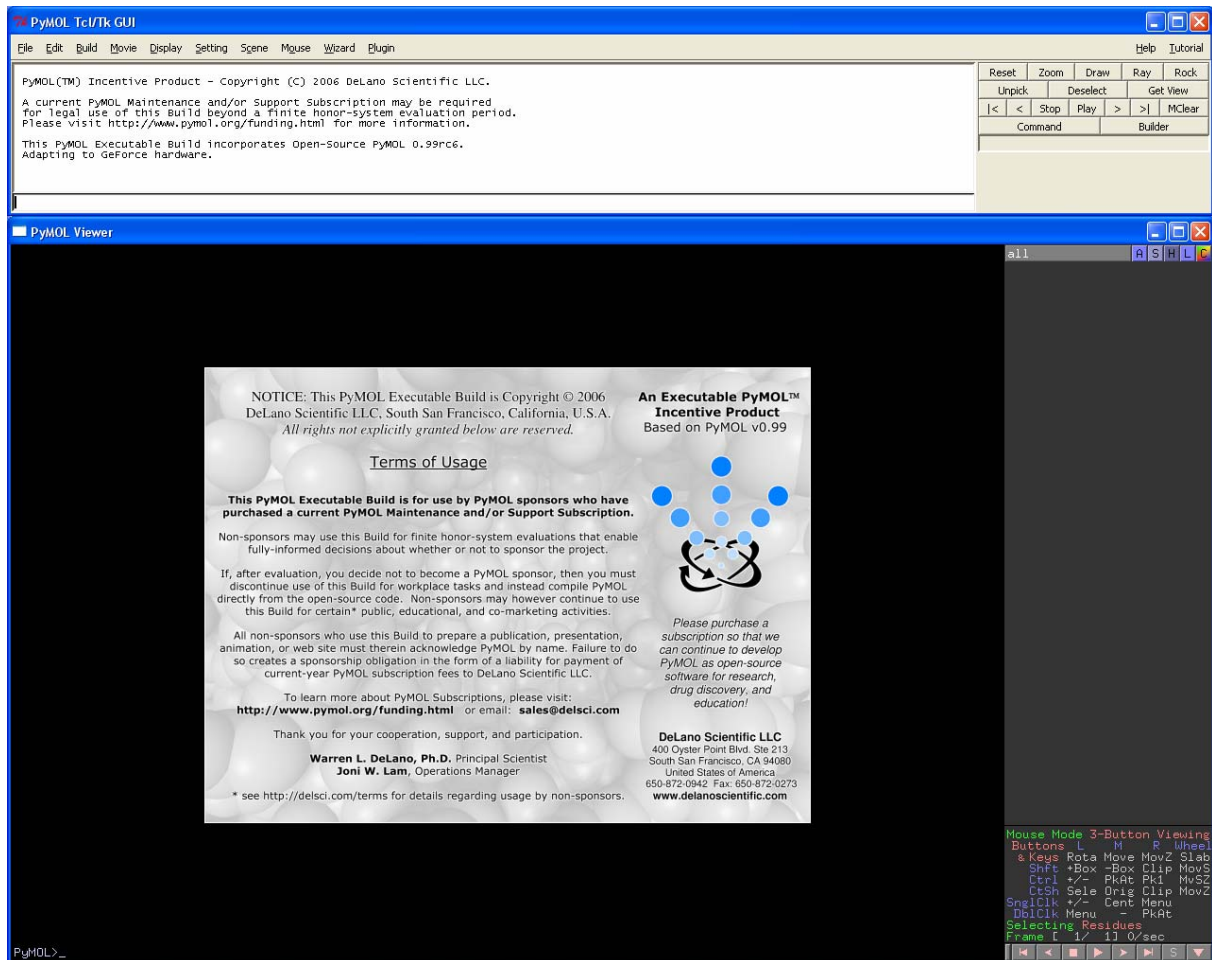 PyMOL Tcl/Tk GUI
File Edit Build Movie Display Setting Scene Mouse Wizard Plugin Help Tutorial
PyMOL(TM) Incentive Product - Copyright (C) 2006 DeLano Scientific LLC.
A current PyMOL Maintenance and/or Support Subscription may be required
for legal use of this Build beyond a finite honor-system evaluation period.
Please visit http://www.pymol.org/funding.html for more information.
This PyMOL Executable Build incorporates Open-Source PyMOL 0.99rc6.
Adapting to GeForce hardware.
Reset Zoom Draw Ray Rock
Unpick Deselect Get View
|< < Stop Play > >| MClear
Command Builder
PyMOL Viewer
all A S H L C
NOTICE: This PyMOL Executable Build is Copyright © 2006
DeLano Scientific LLC, South San Francisco, California, U.S.A.
All rights not explicitly granted below are reserved.
Terms of Usage
This PyMOL Executable Build is for use by PyMOL sponsors who have
purchased a current PyMOL Maintenance and/or Support Subscription.
Non-sponsors may use this Build for finite honor-system evaluations that enable
fully-informed decisions about whether or not to sponsor the project.
If, after evaluation, you decide not to become a PyMOL sponsor, then you must
discontinue use of this Build for workplace tasks and instead compile PyMOL
directly from the open-source code. Non-sponsors may however continue to use
this Build for certain* public, educational, and co-marketing activities.
All non-sponsors who use this Build to prepare a publication, presentation,
animation, or web site must therein acknowledge PyMOL by name. Failure to do
so creates a sponsorship obligation in the form of a liability for payment of
current-year PyMOL subscription fees to DeLano Scientific LLC.
To learn more about PyMOL Subscriptions, please visit:
http://www.pymol.org/funding.html or email: sales@delsci.com
Thank you for your cooperation, support, and participation.
Warren L. DeLano, Ph.D. Principal Scientist
Joni W. Lam, Operations Manager
* see http://delsci.com/terms for details regarding usage by non-sponsors.
An Executable PyMOL™
Incentive Product
Based on PyMOL v0.99
Please purchase a
subscription so that we
can continue to develop
PyMOL as open-source
software for research,
drug discovery, and
education!
DeLano Scientific LLC
400 Oyster Point Blvd. Ste 213
South San Francisco, CA 94080
United States of America
650-872-0942 Fax: 650-872-0273
www.delanoscientific.com
Mouse Mode 3-Button Viewing
Buttons L M R Wheel
& Keys Rota Move MovZ Slab
Shft +Box -Box Clip MovS
Ctrl +/- PkAt Pk1 MvSZ
CtSh Sele Orig Clip MovZ
SnglClk +/- Cent Menu
DblClk Menu - PkAt
Selecting Residues
Frame [ 1/ 1] 0/sec
S
PyMOL>_